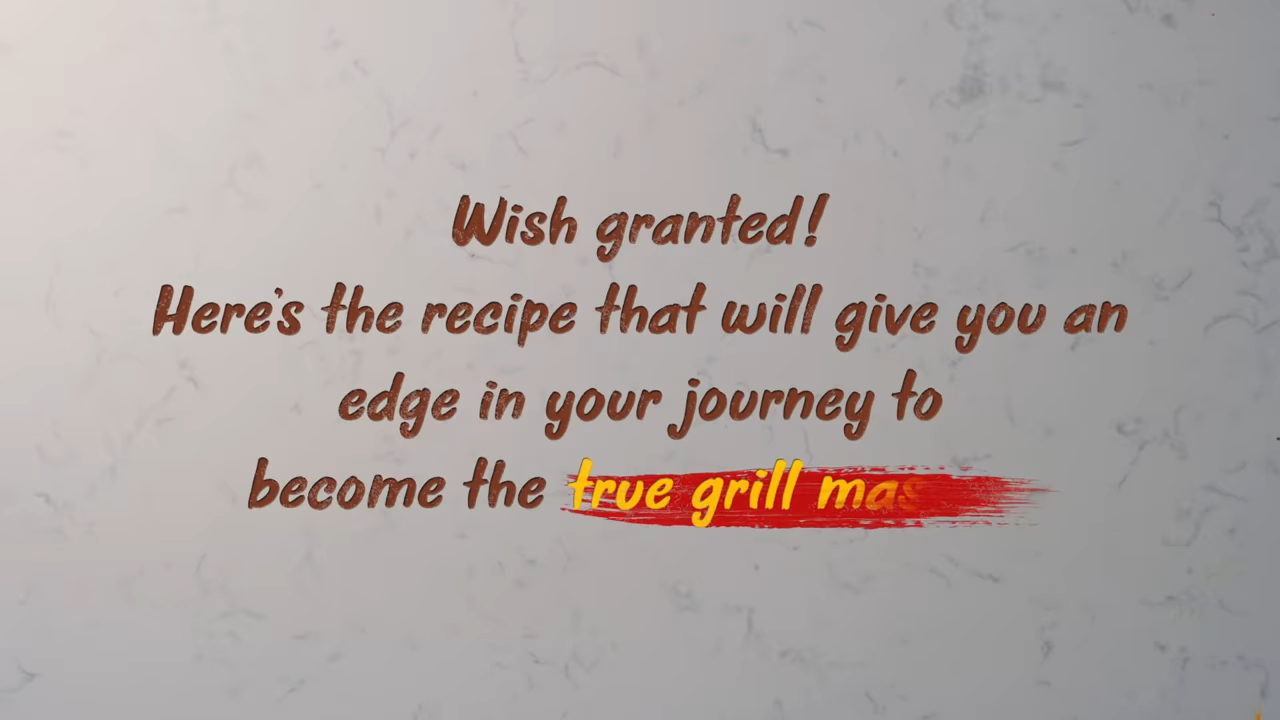 Wish granted!
Here's the recipe that will give you an
edge in your journey to
become the true grill mas